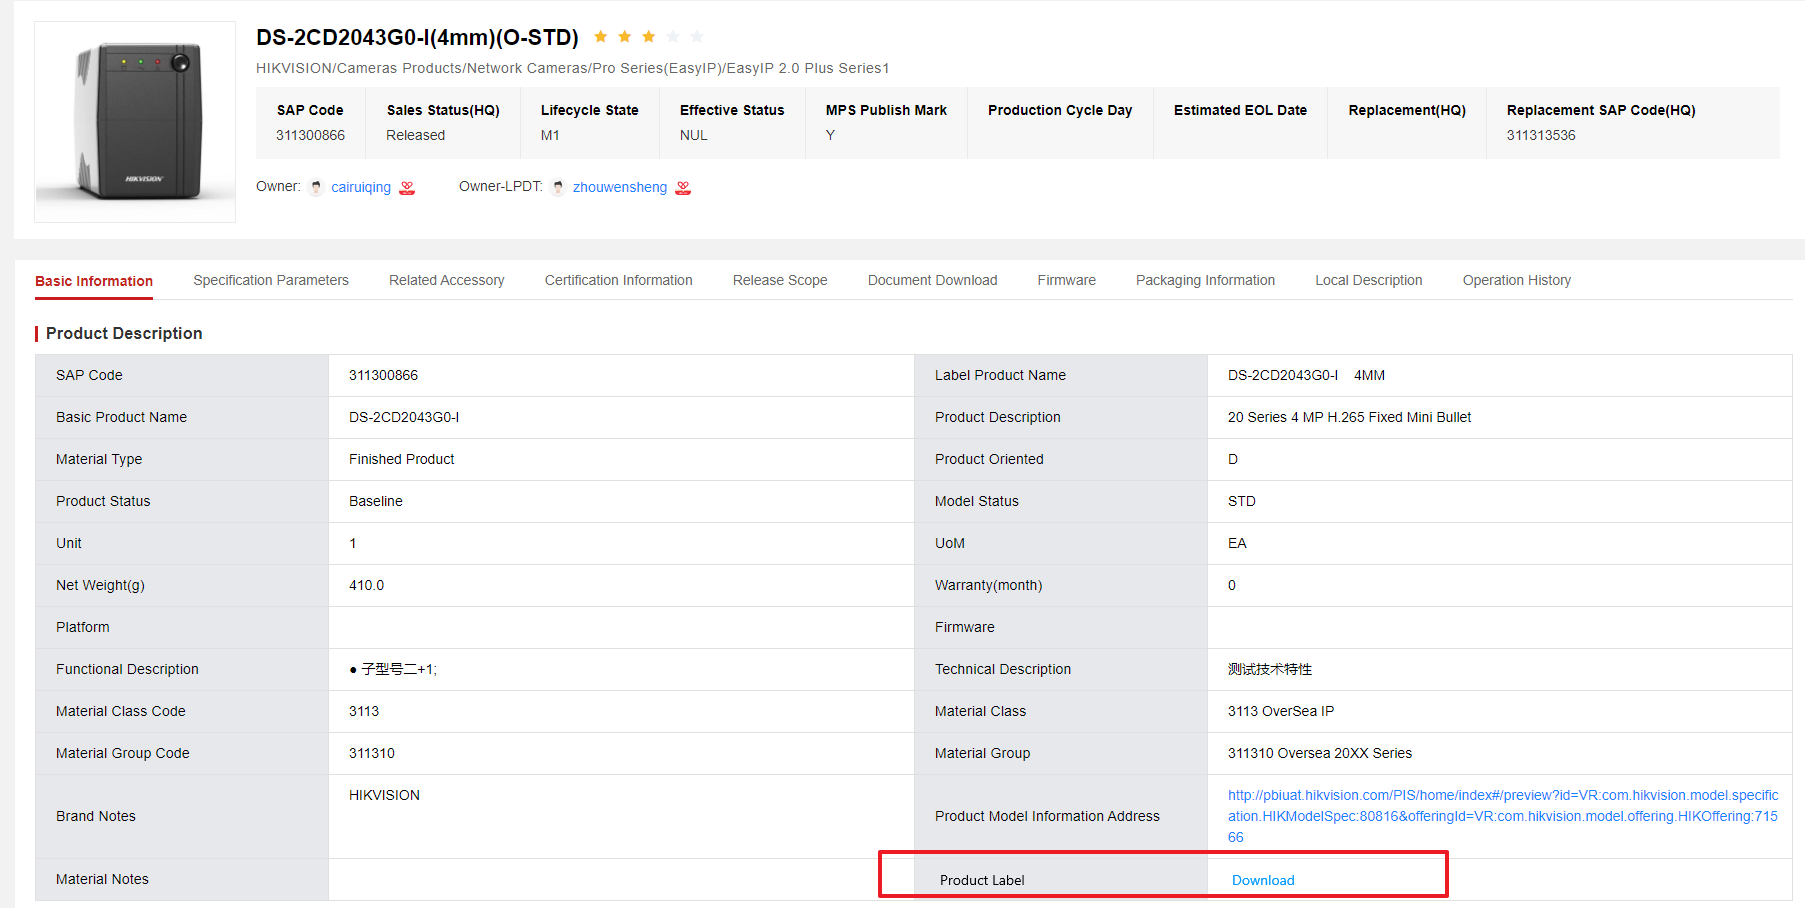 HIKVISION
DS-2CD2043G0-I(4mm)(O-STD)
HIKVISION/Cameras Products/Network Cameras/Pro Series(EasyIP)/EasyIP 2.0 Plus Series1
SAP Code Sales Status(HQ) Lifecycle State Effective Status MPS Publish Mark Production Cycle Day Estimated EOL Date Replacement(HQ) Replacement SAP Code(HQ)
311300866 Released M1 NUL Y 311313536
Owner: cairuiqing Owner-LPDT: zhouwensheng
Basic Information Specification Parameters Related Accessory Certification Information Release Scope Document Download Firmware Packaging Information Local Description Operation History
Product Description
SAP Code 311300866 Label Product Name DS-2CD2043G0-I 4MM
Basic Product Name DS-2CD2043G0-I Product Description 20 Series 4 MP H.265 Fixed Mini Bullet
Material Type Finished Product Product Oriented D
Product Status Baseline Model Status STD
Unit 1 UoM EA
Net Weight(g) 410.0 Warranty(month) 0
Platform Firmware
Functional Description ● 子型号二+1; Technical Description 测试技术特性
Material Class Code 3113 Material Class 3113 OverSea IP
Material Group Code 311310 Material Group 311310 Oversea 20XX Series
Brand Notes HIKVISION Product Model Information Address http://pbiuat.hikvision.com/PIS/home/index#/preview?id=VR:com.hikvision.model.specific
ation.HIKModelSpec:80816&offeringId=VR:com.hikvision.model.offering.HIKOffering:715
66
Material Notes Product Label Download